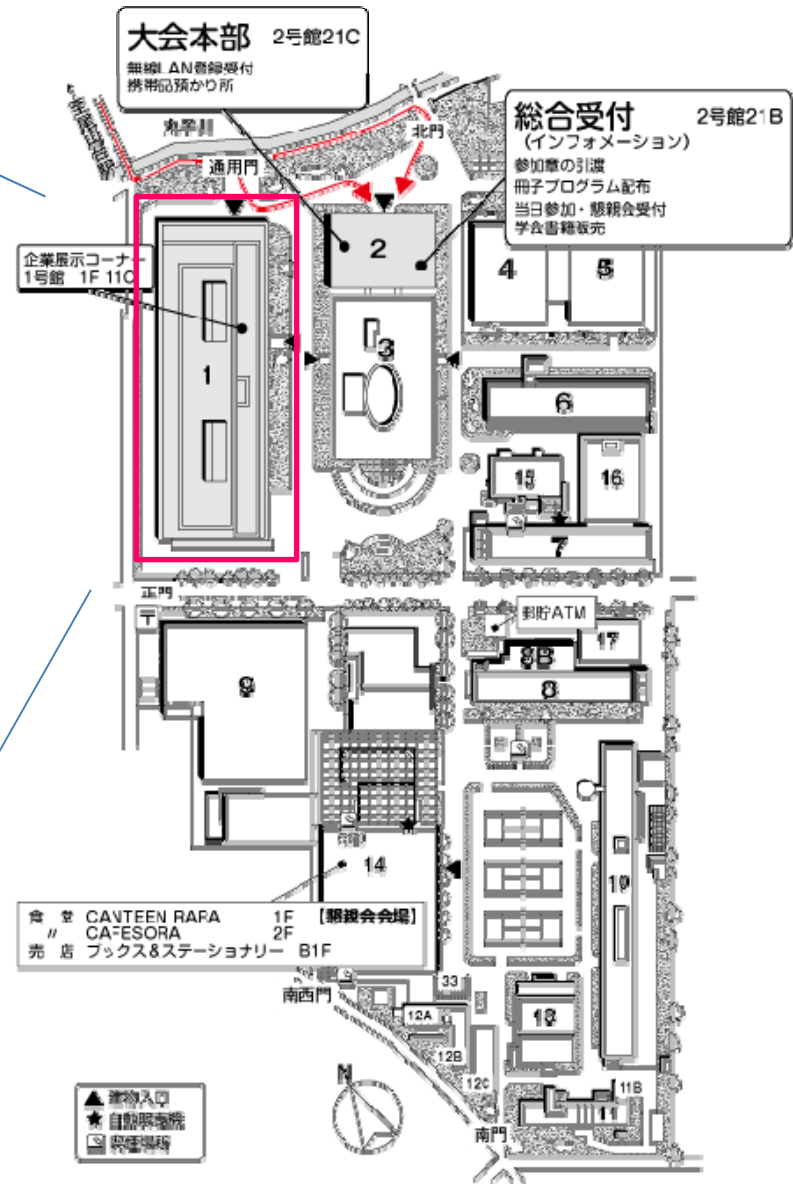 大会本部 2号館21C
無線LAN登録受付
携帯品預かり所
総合受付 2号館21B
(インフォメーション)
参加章の引渡
冊子プログラム配布
当日参加・懇親会受付
学会書籍販売
北門
通用門
企業展示コーナー
1号館 1F 11C
1
2
3
4
5
6
15
16
7
正門
〒
郵貯ATM
17
8B
8
9
14
10
食 堂 CANTEEN RARA 1F 【懇親会会場】
〃 CAFESORA 2F
売 店 ブックス&ステーショナリー B1F
南西門
33
12A
12B
12C
13
11B
11
南門
N
▲ 建物入口
★ 自動販売機
喫煙場所